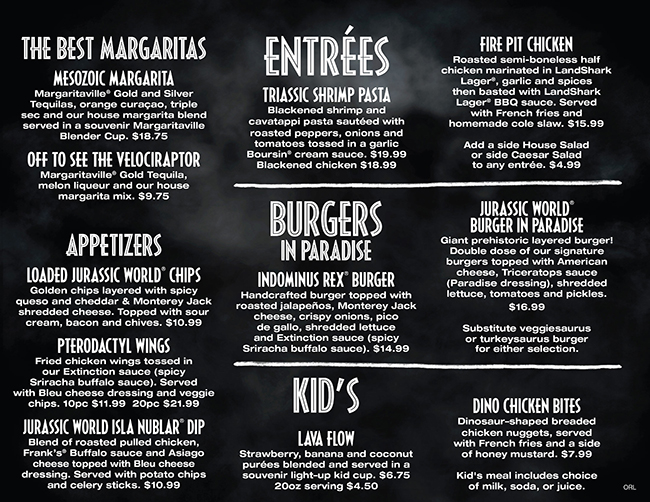 THE BEST MARGARITAS
MESOZOIC MARGARITA
Margaritaville® Gold and Silver
Tequilas, orange curaçao, triple
sec and our house margarita blend
served in a souvenir Margaritaville
Blender Cup. $18.75
OFF TO SEE THE VELOCIRAPTOR
Margaritaville® Gold Tequila,
melon liqueur and our house
margarita mix. $9.75
APPETIZERS
LOADED JURASSIC WORLD® CHIPS
Golden chips layered with spicy
queso and cheddar & Monterey Jack
shredded cheese. Topped with sour
cream, bacon and chives. $10.99
PTERODACTYL WINGS
Fried chicken wings tossed in
our Extinction sauce (spicy
Sriracha buffalo sauce). Served
with Bleu cheese dressing and veggie
chips. 10pc $11.99 20pc $21.99
JURASSIC WORLD ISLA NUBLAR® DIP
Blend of roasted pulled chicken,
Frank's® Buffalo sauce and Asiago
cheese topped with Bleu cheese
dressing. Served with potato chips
and celery sticks. $10.99
ENTRÉES
TRIASSIC SHRIMP PASTA
Blackened shrimp and
cavatappi pasta sautéed with
roasted peppers, onions and
tomatoes tossed in a garlic
Boursin® cream sauce. $19.99
Blackened chicken $18.99
FIRE PIT CHICKEN
Roasted semi-boneless half
chicken marinated in LandShark
Lager®, garlic and spices
then basted with LandShark
Lager® BBQ sauce. Served
with French fries and
homemade cole slaw. $15.99
Add a side House Salad
or side Caesar Salad
to any entrée. $4.99
BURGERS
IN PARADISE
INDOMINUS REX® BURGER
Handcrafted burger topped with
roasted jalapeños, Monterey Jack
cheese, crispy onions, pico
de gallo, shredded lettuce
and Extinction sauce (spicy
Sriracha buffalo sauce). $14.99
JURASSIC WORLD®
BURGER IN PARADISE
Giant prehistoric layered burger!
Double dose of our signature
burgers topped with American
cheese, Triceratops sauce
(Paradise dressing), shredded
lettuce, tomatoes and pickles.
$16.99
Substitute veggiesaurus
or turkeysaurus burger
for either selection.
KID'S
LAVA FLOW
Strawberry, banana and coconut
purées blended and served in a
souvenir light-up kid cup. $6.75
20oz serving $4.50
DINO CHICKEN BITES
Dinosaur-shaped breaded
chicken nuggets, served
with French fries and a side
of honey mustard. $7.99
Kid's meal includes choice
of milk, soda, or juice.
ORL